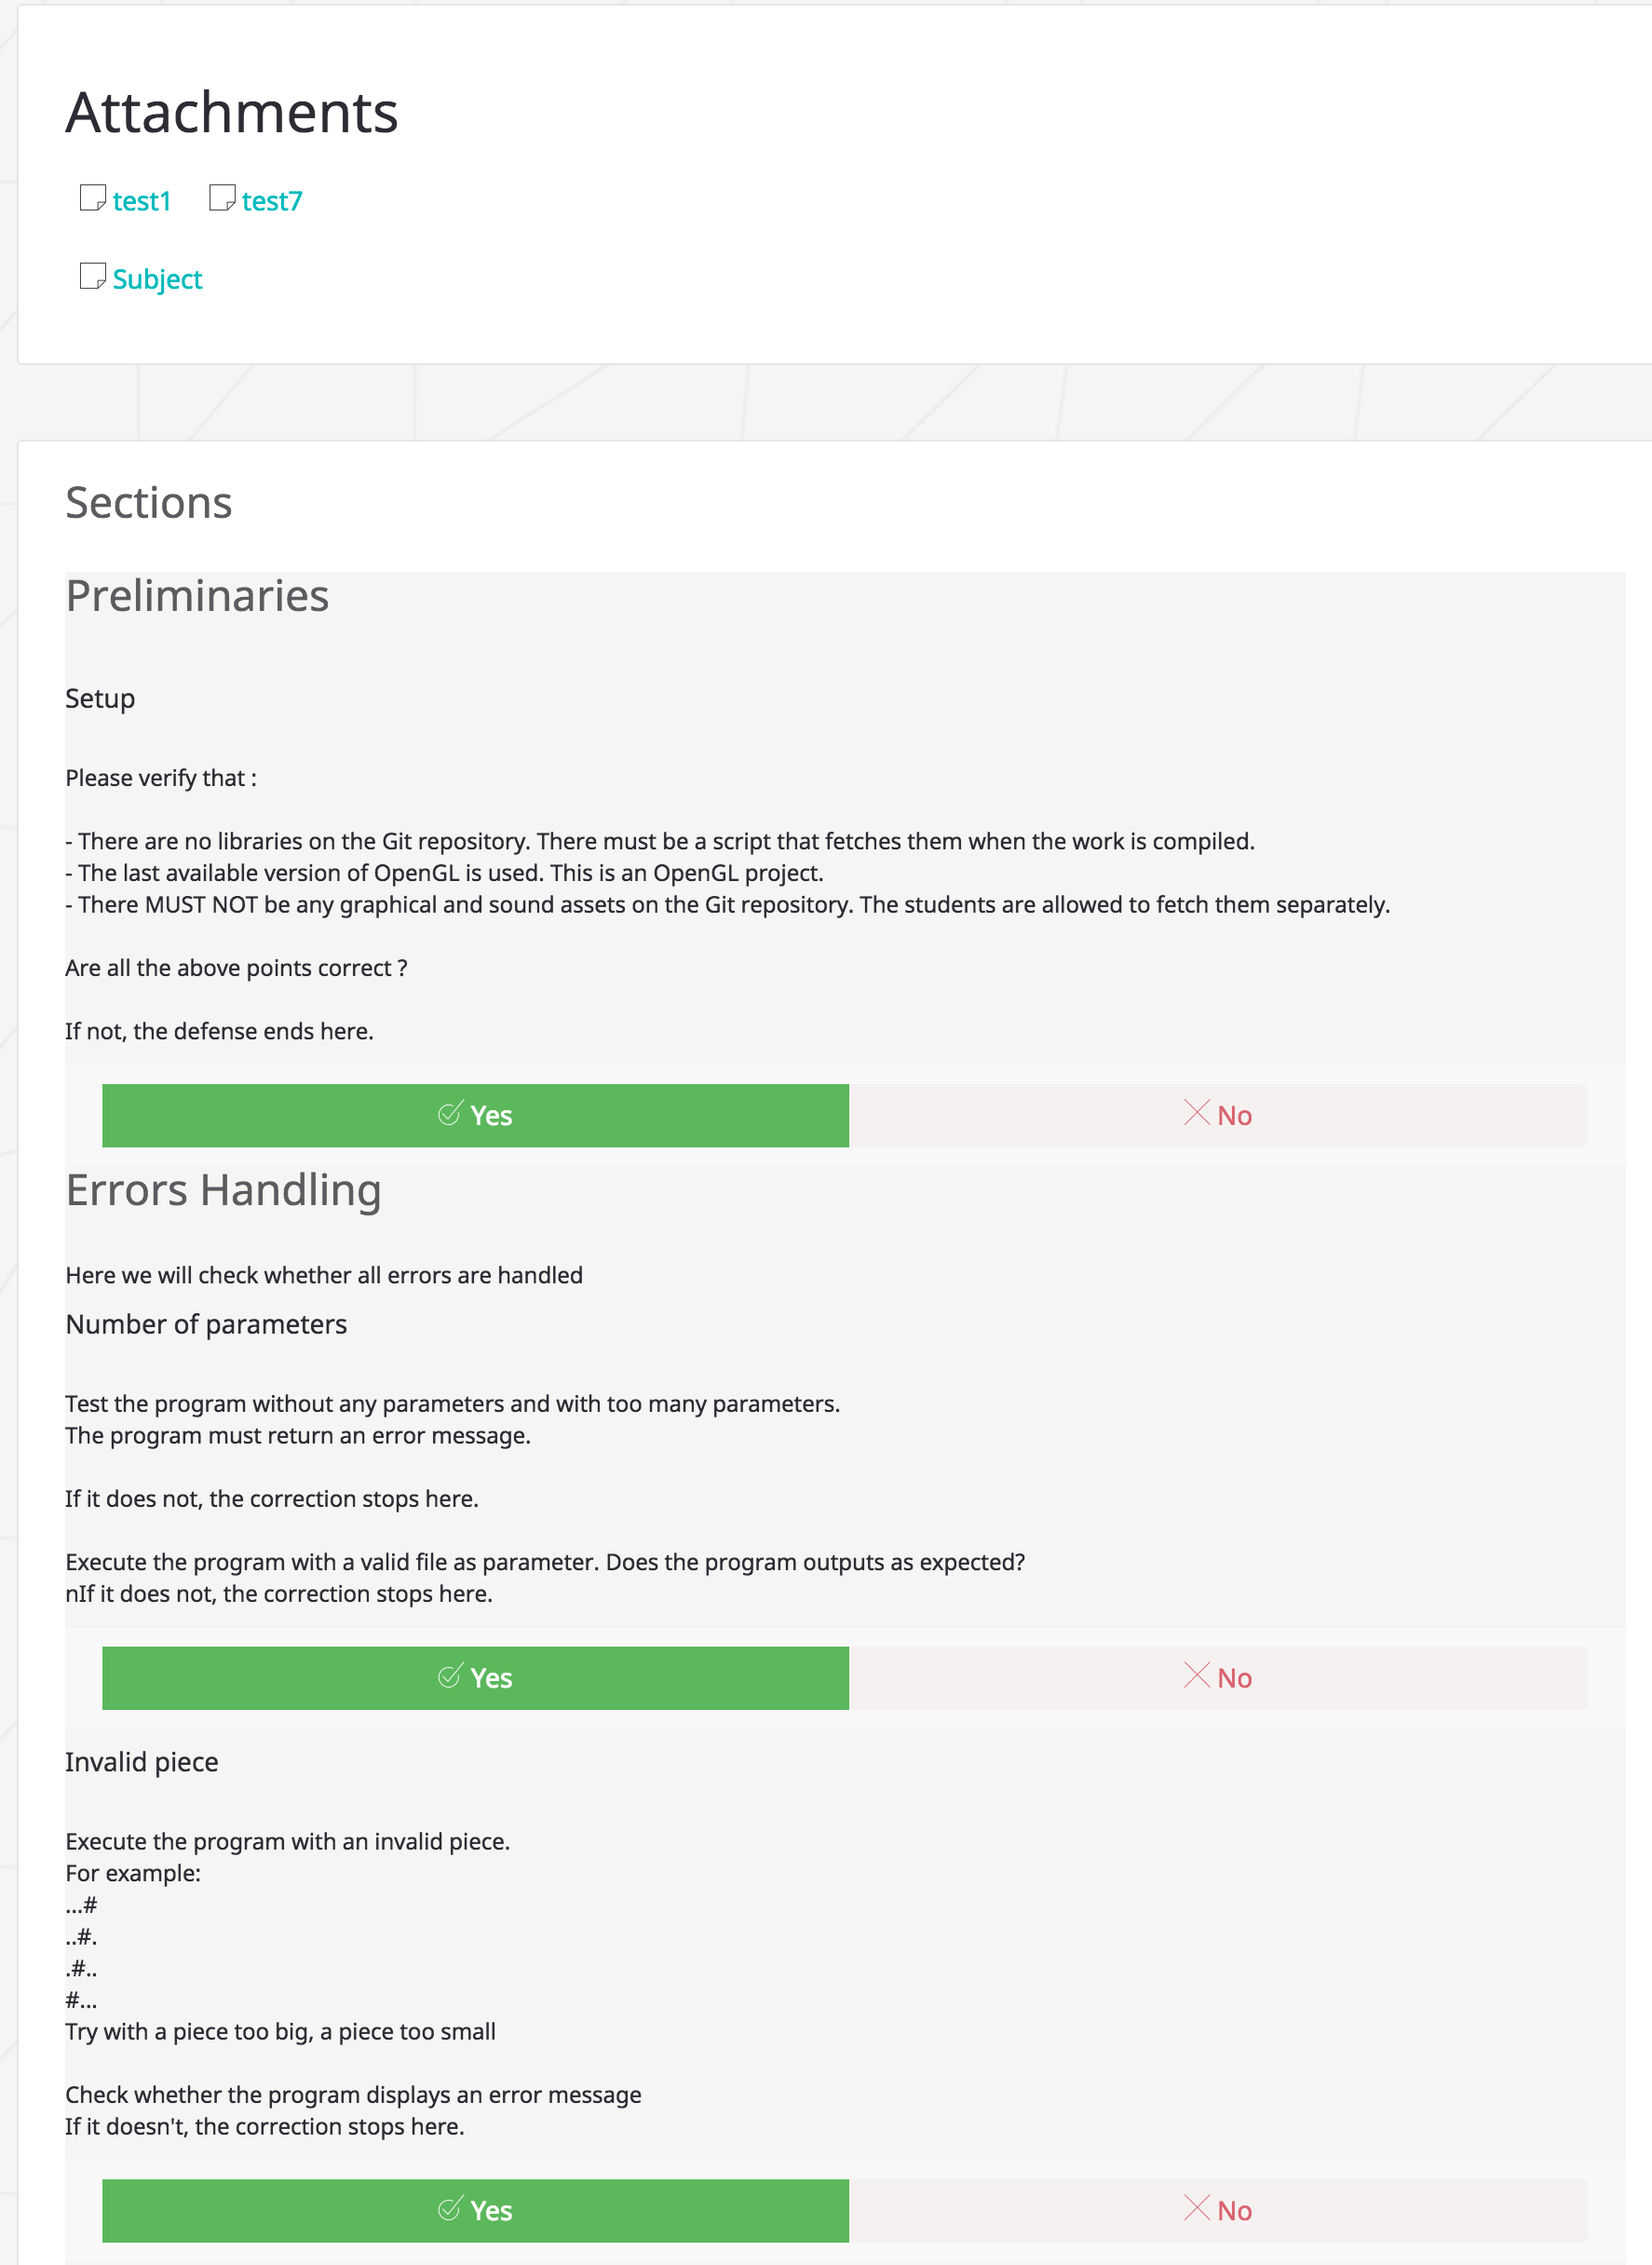 Attachments
test1 test7
Subject
Sections
Preliminaries
Setup
Please verify that :
- There are no libraries on the Git repository. There must be a script that fetches them when the work is compiled.
- The last available version of OpenGL is used. This is an OpenGL project.
- There MUST NOT be any graphical and sound assets on the Git repository. The students are allowed to fetch them separately.
Are all the above points correct ?
If not, the defense ends here.
Yes No
Errors Handling
Here we will check whether all errors are handled
Number of parameters
Test the program without any parameters and with too many parameters.
The program must return an error message.
If it does not, the correction stops here.
Execute the program with a valid file as parameter. Does the program outputs as expected?
nIf it does not, the correction stops here.
Yes No
Invalid piece
Execute the program with an invalid piece.
For example:
...#
..#.
.#..
#...
Try with a piece too big, a piece too small
Check whether the program displays an error message
If it doesn't, the correction stops here.
Yes No